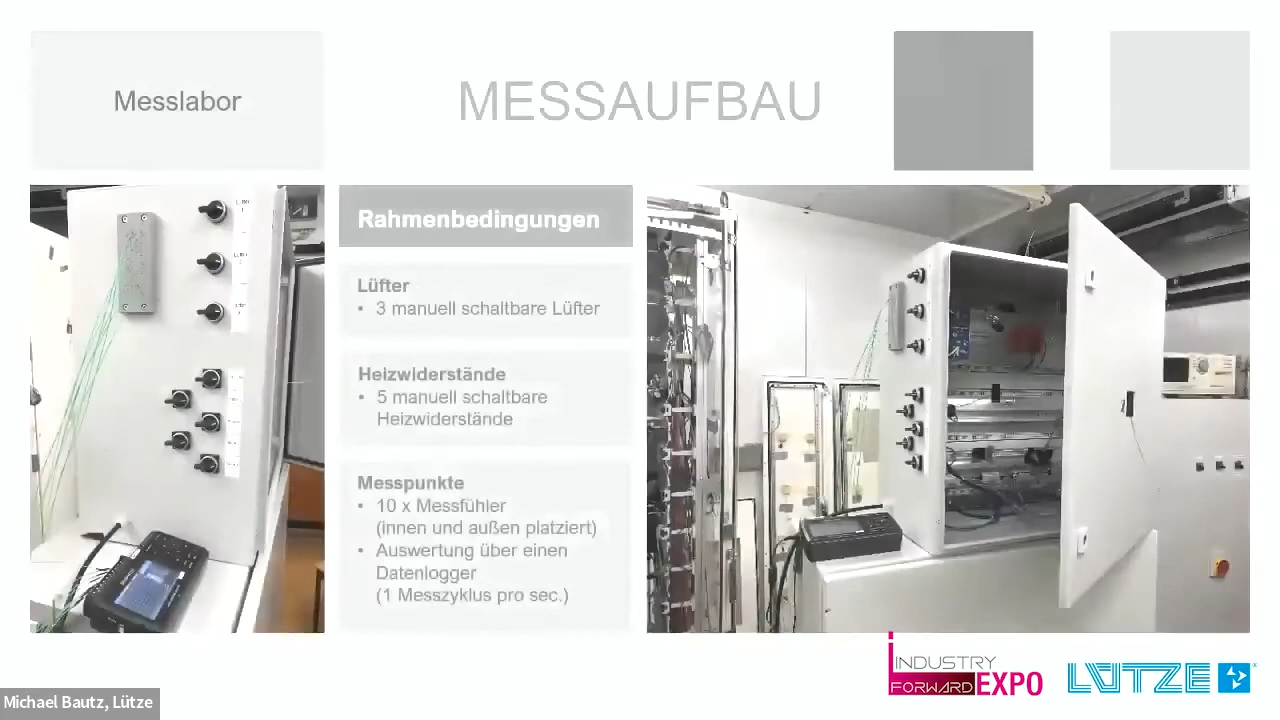 Messlabor
MESSAUFBAU
Rahmenbedingungen
Lüfter
• 3 manuell schaltbare Lüfter
Heizwiderstände
• 5 manuell schaltbare
Heizwiderstände
Messpunkte
• 10 x Messfühler
(innen und außen platziert)
• Auswertung über einen
Datenlogger
(1 Messzyklus pro sec.)
INDUSTRY
FORWARD EXPO
LÜTZE
Michael Bautz, Lütze